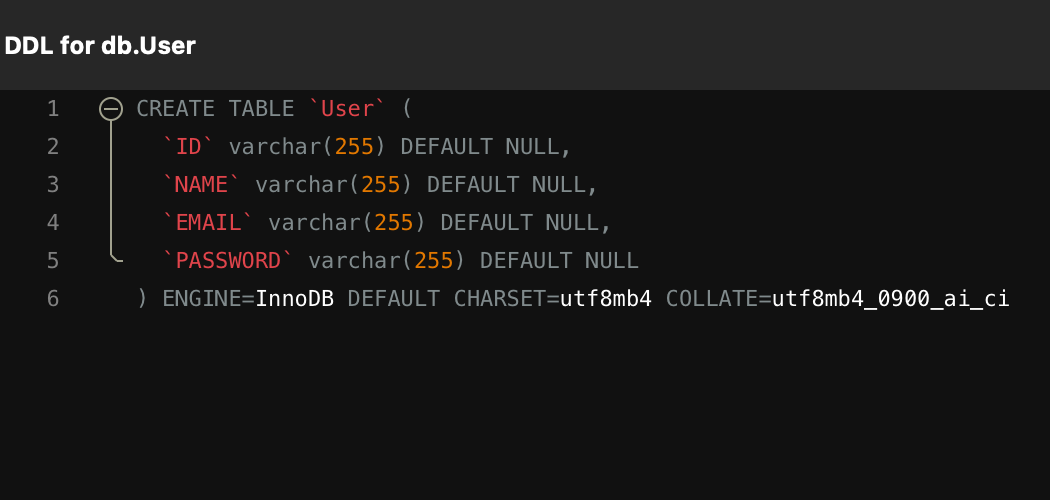 DDL for db.User
1 CREATE TABLE `User` (
2 `ID` varchar(255) DEFAULT NULL,
3 `NAME` varchar(255) DEFAULT NULL,
4 `EMAIL` varchar(255) DEFAULT NULL,
5 `PASSWORD` varchar(255) DEFAULT NULL
6 ) ENGINE=InnoDB DEFAULT CHARSET=utf8mb4 COLLATE=utf8mb4_0900_ai_ci